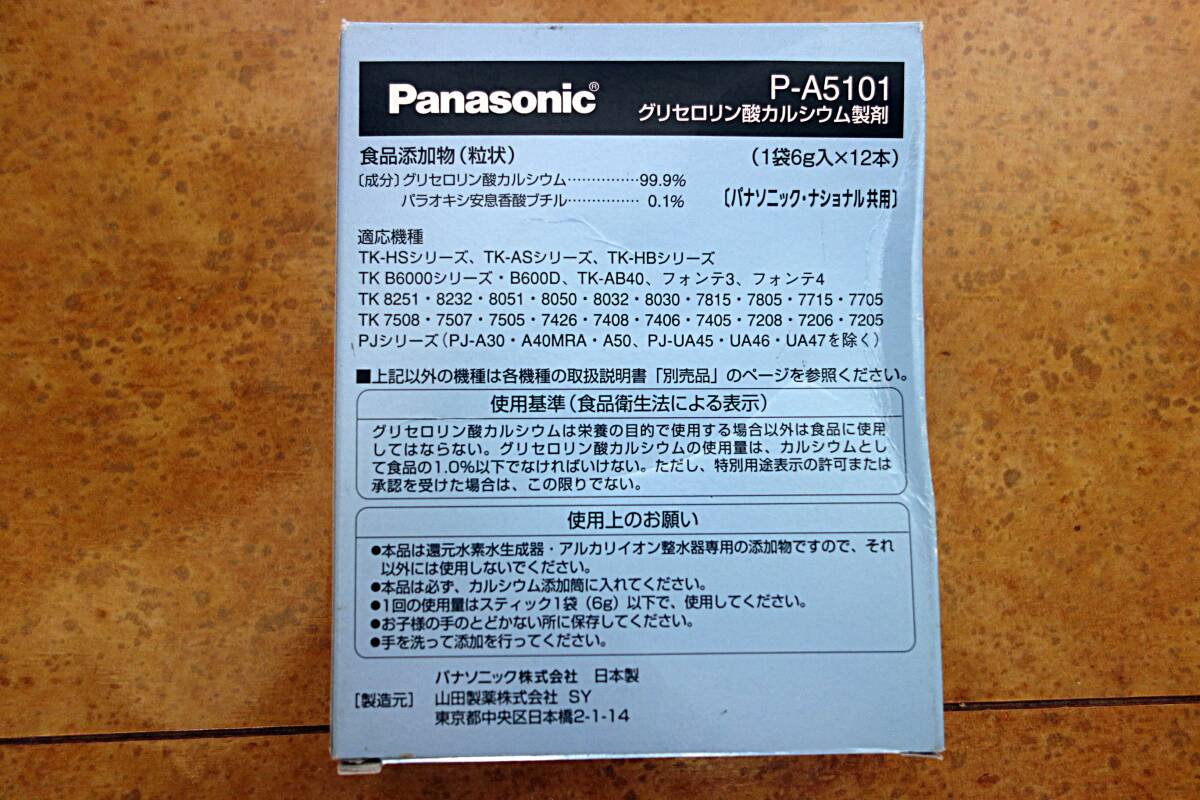 Panasonic®
P-A5101
グリセロリン酸カルシウム製剤
食品添加物（粒状）
（1袋6g入×12本）
〔成分〕グリセロリン酸カルシウム……………99.9%
パラオキシ安息香酸ブチル……………0.1%
〔パナソニック・ナショナル共用〕
適応機種
TK-HSシリーズ、TK-ASシリーズ、TK-HBシリーズ
TK B6000シリーズ・B600D、TK-AB40、フォンテ3、フォンテ4
TK 8251・8232・8051・8050・8032・8030・7815・7805・7715・7705
TK 7508・7507・7505・7426・7408・7406・7405・7208・7206・7205
PJシリーズ（PJ-A30・A40MRA・A50、PJ-UA45・UA46・UA47を除く）
■上記以外の機種は各機種の取扱説明書「別売品」のページを参照ください。
使用基準（食品衛生法による表示）
グリセロリン酸カルシウムは栄養の目的で使用する場合以外は食品に使用
してはならない。グリセロリン酸カルシウムの使用量は、カルシウムとし
て食品の1.0%以下でなければいけない。ただし、特別用途表示の許可または
承認を受けた場合は、この限りでない。
使用上のお願い
●本品は還元水素水生成器・アルカリイオン整水器専用の添加物ですので、それ
以外には使用しないでください。
●本品は必ず、カルシウム添加筒に入れてください。
●1回の使用量はスティック1袋（6g）以下で、使用してください。
●お子様の手のとどかない所に保存してください。
●手を洗って添加を行ってください。
パナソニック株式会社 日本製
［製造元］ 山田製薬株式会社 SY
東京都中央区日本橋2-1-14